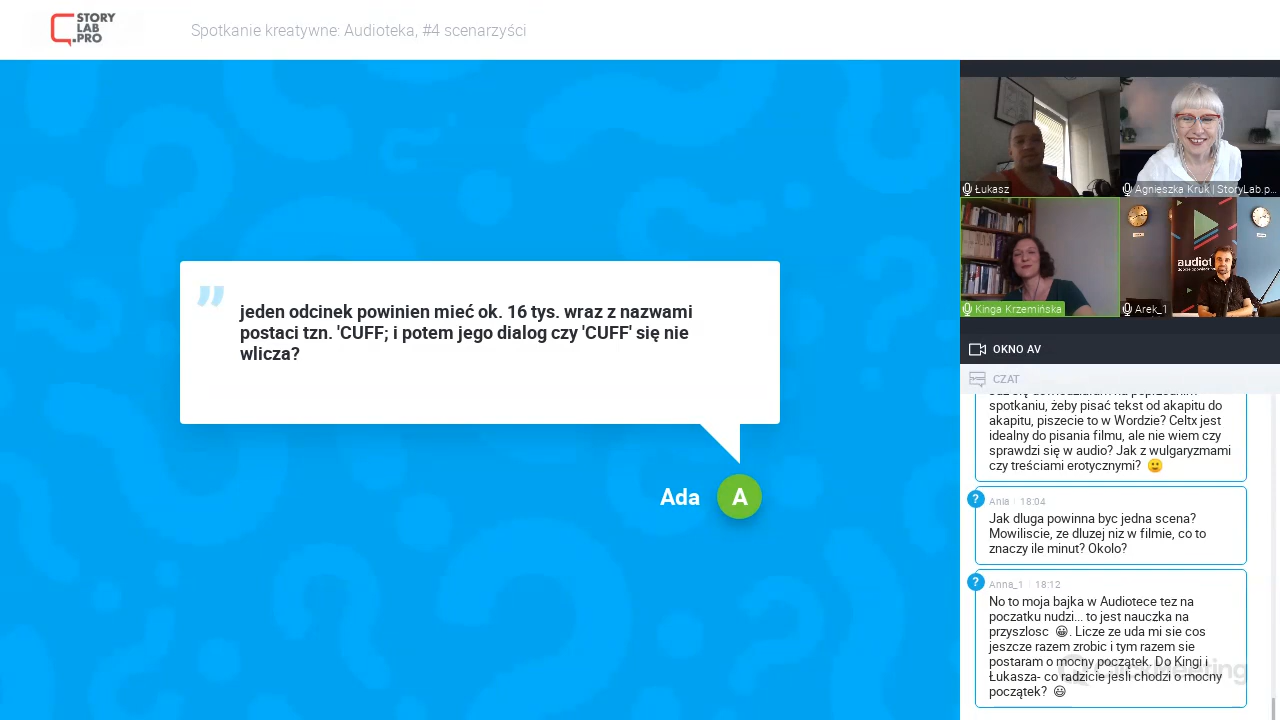 STORY
LAB
.PRO
Spotkanie kreatywne: Audioteka, #4 scenarzyści
jeden odcinek powinien mieć ok. 16 tys. wraz z nazwami
postaci tzn. 'CUFF; i potem jego dialog czy 'CUFF' się nie
wlicza?
Ada
A
Łukasz
Agnieszka Kruk | StoryLab.p...
Kinga Krzemińska
audiot
Arek_1
OKNO AV
CZAT
spotkaniu, żeby pisać tekst od akapitu do
akapitu, piszecie to w Wordzie? Celtx jest
idealny do pisania filmu, ale nie wiem czy
sprawdzi się w audio? Jak z wulgaryzmami
czy treściami erotycznymi? 🙂
?
Ania | 18:04
Jak dluga powinna byc jedna scena?
Mowiliscie, ze dluzej niz w filmie, co to
znaczy ile minut? Okolo?
?
Anna_1 | 18:12
No to moja bajka w Audiotece tez na
poczatku nudzi... to jest nauczka na
przyszlosc 😀. Licze ze uda mi sie cos
jeszcze razem zrobic i tym razem sie
postaram o mocny początek. Do Kingi i
Łukasza- co radzicie jeśli chodzi o mocny
początek? 😃